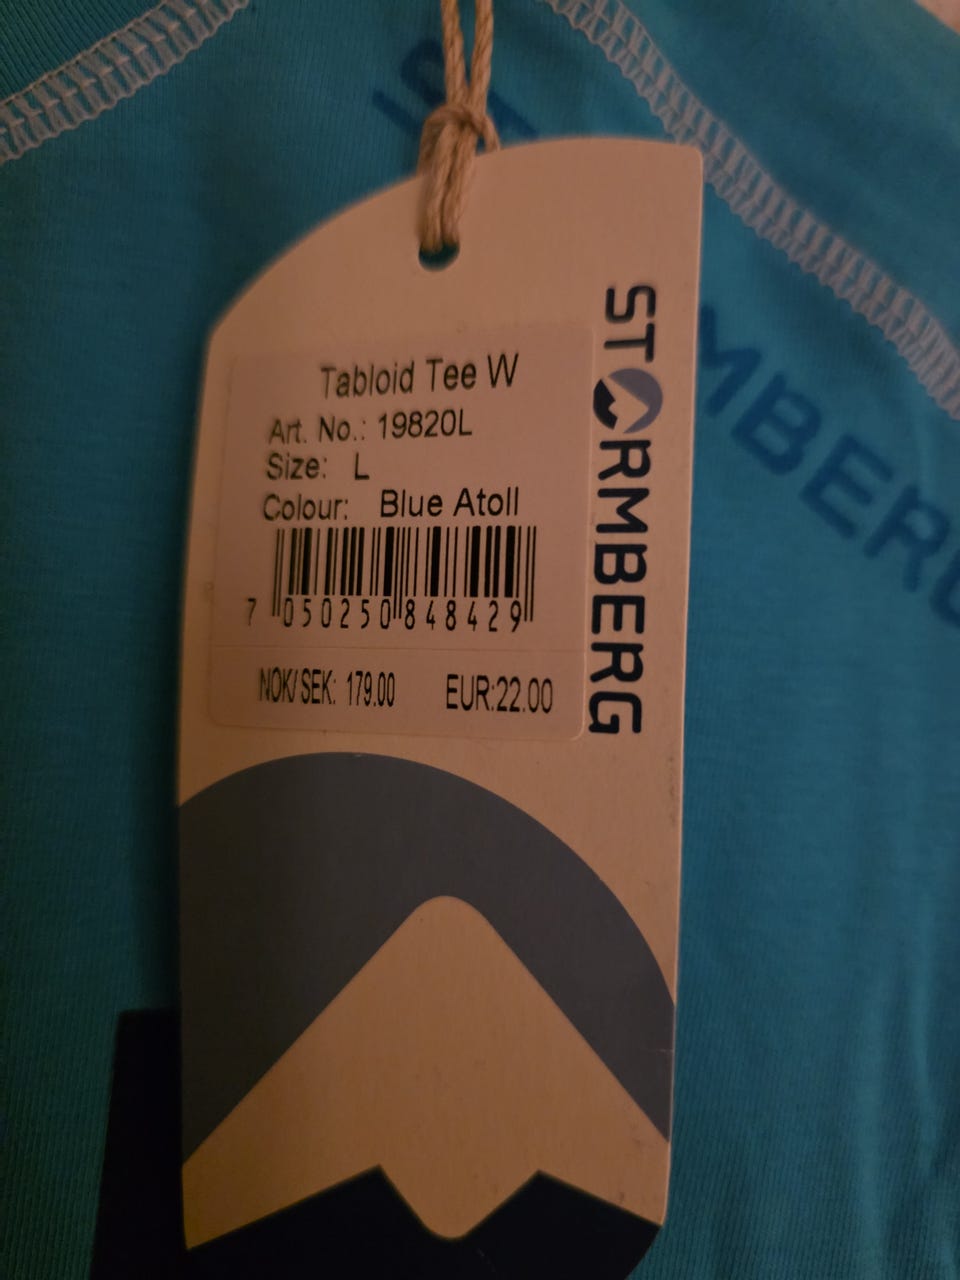 STORMBERG
Tabloid Tee W
Art. No.: 19820L
Size: L
Colour: Blue Atoll
7 050250 848429
NOK/SEK: 179.00 EUR:22.00
MBERG